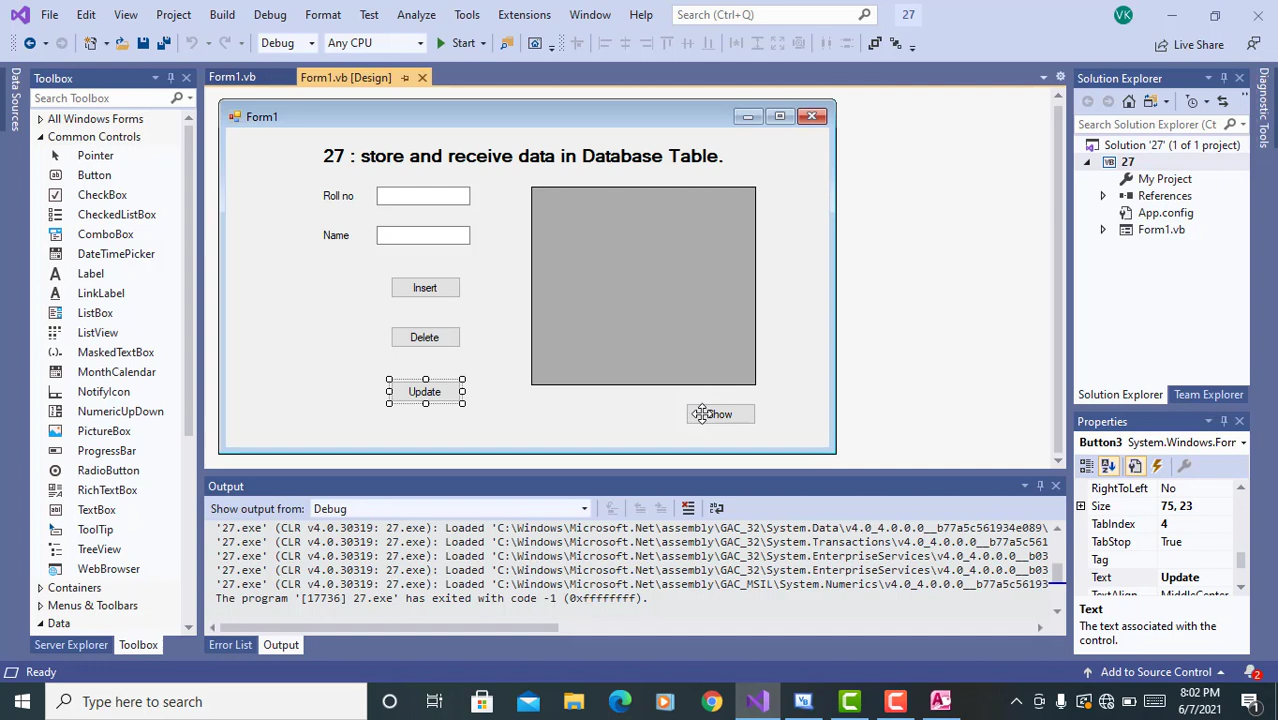 File Edit View Project Build Debug Format Test Analyze Tools Extensions Window Help Search (Ctrl+Q) 27 VK
Debug Any CPU Start Live Share
Data Sources
Toolbox
Search Toolbox
All Windows Forms
Common Controls
Pointer
Button
CheckBox
CheckedListBox
ComboBox
DateTimePicker
Label
LinkLabel
ListBox
ListView
MaskedTextBox
MonthCalendar
NotifyIcon
NumericUpDown
PictureBox
ProgressBar
RadioButton
RichTextBox
TextBox
ToolTip
TreeView
WebBrowser
Containers
Menus & Toolbars
Data
Server Explorer Toolbox
Form1.vb Form1.vb [Design]
Form1
27 : store and receive data in Database Table.
Roll no
Name
Insert
Delete
Update
Show
Output
Show output from: Debug
'27.exe' (CLR v4.0.30319: 27.exe): Loaded 'C:\Windows\Microsoft.Net\assembly\GAC_32\System.Data\v4.0_4.0.0.0__b77a5c561934e089\
'27.exe' (CLR v4.0.30319: 27.exe): Loaded 'C:\Windows\Microsoft.Net\assembly\GAC_32\System.Transactions\v4.0_4.0.0.0__b77a5c561
'27.exe' (CLR v4.0.30319: 27.exe): Loaded 'C:\Windows\Microsoft.Net\assembly\GAC_32\System.EnterpriseServices\v4.0_4.0.0.0__b03
'27.exe' (CLR v4.0.30319: 27.exe): Loaded 'C:\Windows\Microsoft.Net\assembly\GAC_32\System.EnterpriseServices\v4.0_4.0.0.0__b03
'27.exe' (CLR v4.0.30319: 27.exe): Loaded 'C:\Windows\Microsoft.Net\assembly\GAC_MSIL\System.Numerics\v4.0_4.0.0.0__b77a5c56193
The program '[17736] 27.exe' has exited with code -1 (0xffffffff).
Error List Output
Solution Explorer
Search Solution Explorer (Ct
Solution '27' (1 of 1 project)
VB 27
My Project
References
App.config
Form1.vb
Solution Explorer Team Explorer
Properties
Button3 System.Windows.Form
RightToLeft No
Size 75, 23
TabIndex 4
TabStop True
Tag
Text Update
TextAlign MiddleCenter
Text
The text associated with the
control.
Diagnostic Tools
Ready Add to Source Control 2
Type here to search
8:02 PM
6/7/2021
1